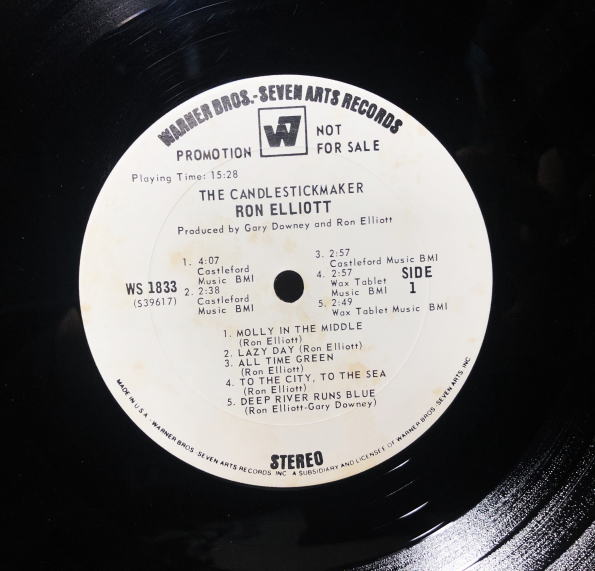 WARNER BROS.-SEVEN ARTS RECORDS
W7
PROMOTION NOT FOR SALE
Playing Time: 15:28
THE CANDLESTICKMAKER
RON ELLIOTT
Produced by Gary Downey and Ron Elliott
WS 1833
(S39617)
1. 4:07
Castleford
Music BMI
2. 2:38
Castleford
Music BMI
3. 2:57
Castleford Music BMI
4. 2:57
Wax Tablet
Music BMI
5. 2:49
Wax Tablet Music BMI
SIDE
1
1. MOLLY IN THE MIDDLE
(Ron Elliott)
2. LAZY DAY (Ron Elliott)
3. ALL TIME GREEN
(Ron Elliott)
4. TO THE CITY, TO THE SEA
(Ron Elliott)
5. DEEP RIVER RUNS BLUE
(Ron Elliott-Gary Downey)
STEREO
MADE IN U.S.A. • WARNER BROS.-SEVEN ARTS RECORDS INC. A SUBSIDIARY AND LICENSEE OF WARNER BROS.-SEVEN ARTS, INC.